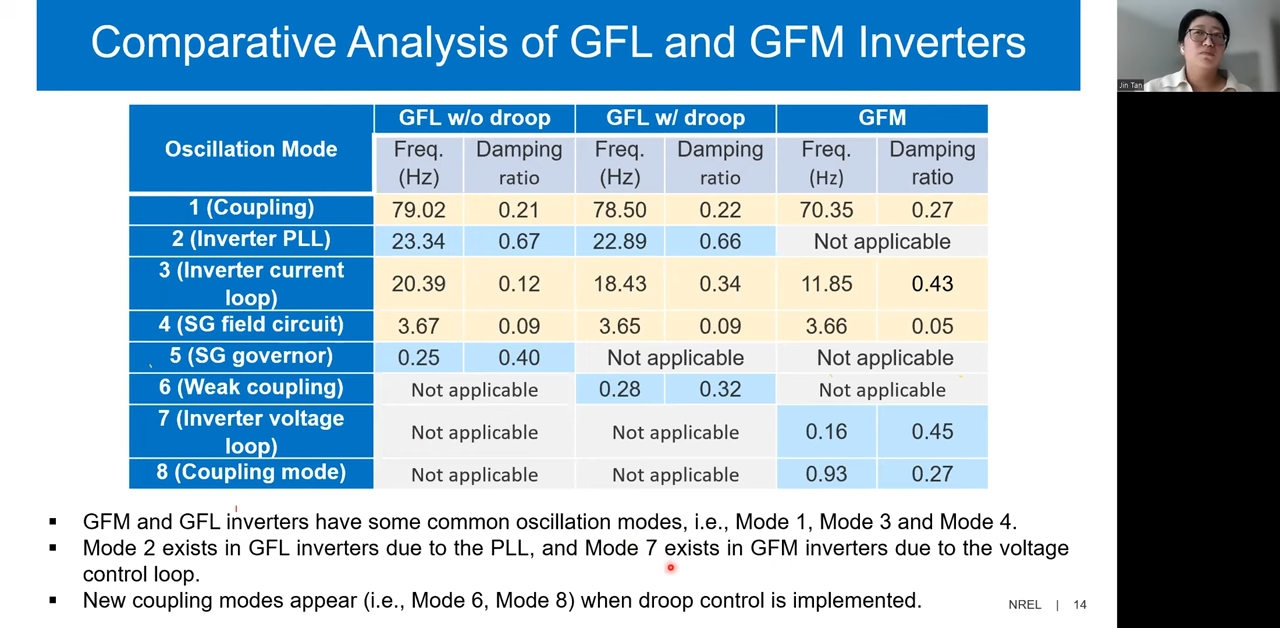 Comparative Analysis of GFL and GFM Inverters
Jin Tan
Oscillation Mode
GFL w/o droop
GFL w/ droop
GFM
Freq.
(Hz)
Damping
ratio
Freq.
(Hz)
Damping
ratio
Freq.
(Hz)
Damping
ratio
1 (Coupling) 79.02 0.21 78.50 0.22 70.35 0.27
2 (Inverter PLL) 23.34 0.67 22.89 0.66 Not applicable
3 (Inverter current
loop) 20.39 0.12 18.43 0.34 11.85 0.43
4 (SG field circuit) 3.67 0.09 3.65 0.09 3.66 0.05
5 (SG governor) 0.25 0.40 Not applicable Not applicable
6 (Weak coupling) Not applicable 0.28 0.32 Not applicable
7 (Inverter voltage
loop) Not applicable Not applicable 0.16 0.45
8 (Coupling mode) Not applicable Not applicable 0.93 0.27
▪ GFM and GFL inverters have some common oscillation modes, i.e., Mode 1, Mode 3 and Mode 4.
▪ Mode 2 exists in GFL inverters due to the PLL, and Mode 7 exists in GFM inverters due to the voltage
control loop.
▪ New coupling modes appear (i.e., Mode 6, Mode 8) when droop control is implemented.
NREL | 14